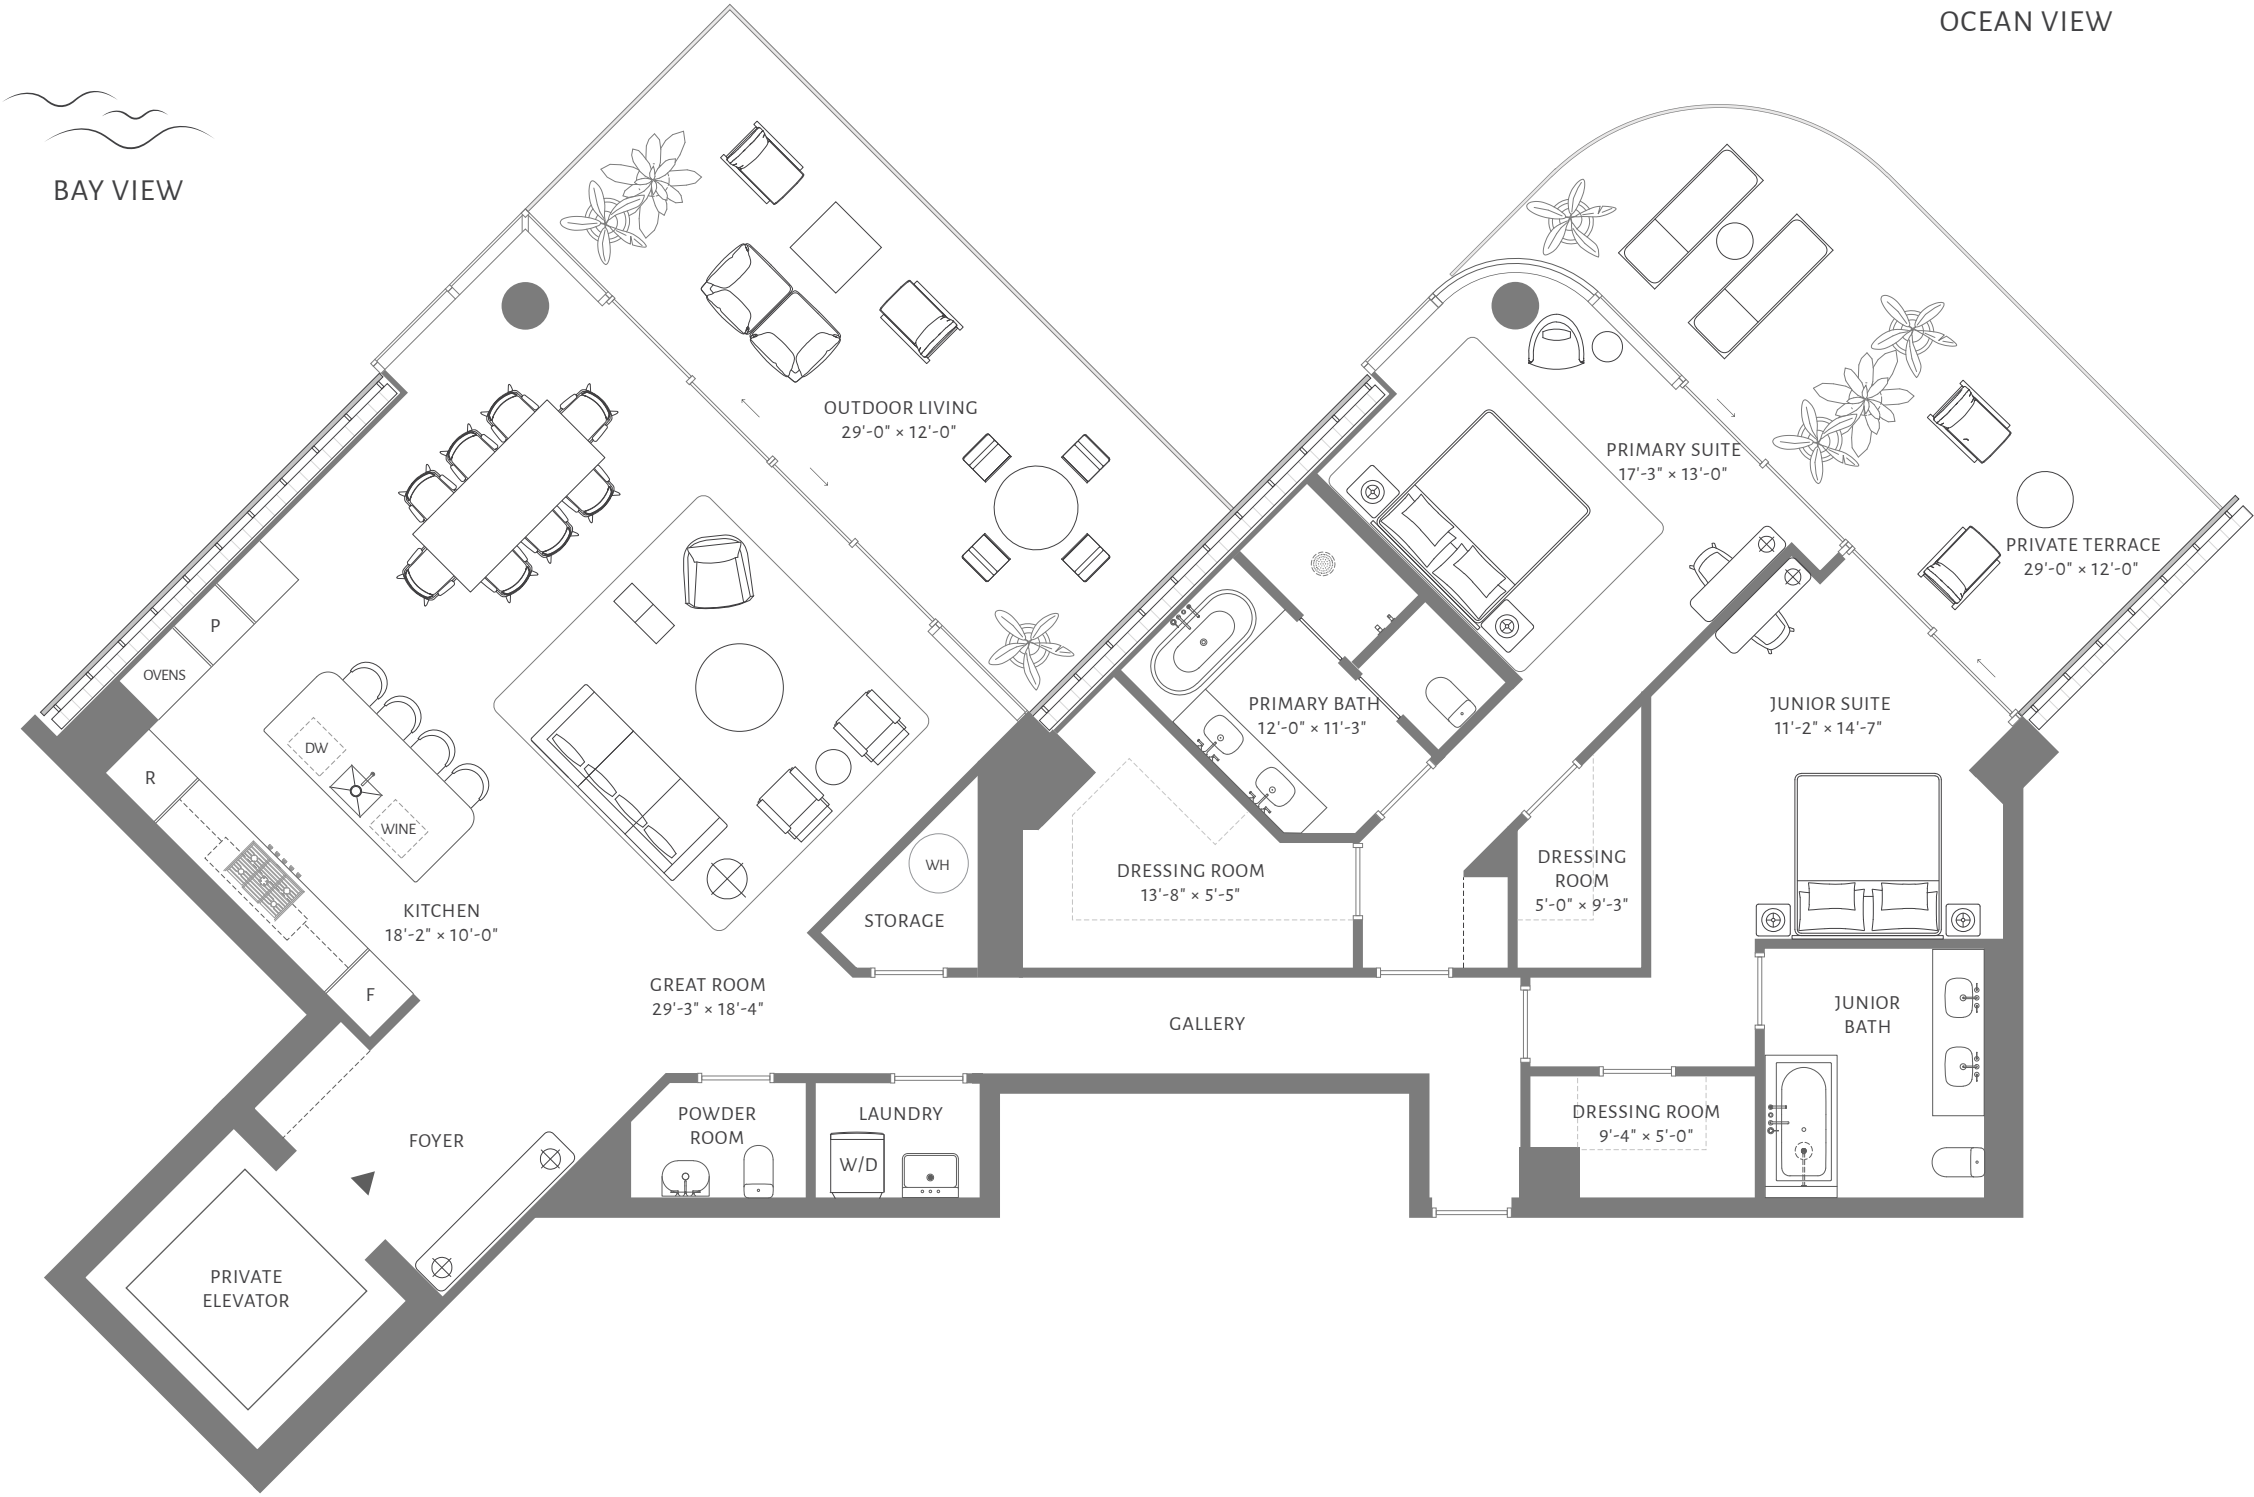 OCEAN VIEW
BAY VIEW
OUTDOOR LIVING
29'-0" × 12'-0"
PRIMARY SUITE
17'-3" × 13'-0"
PRIVATE TERRACE
29'-0" × 12'-0"
P
OVENS
R
DW
WINE
PRIMARY BATH
12'-0" × 11'-3"
JUNIOR SUITE
11'-2" × 14'-7"
WH
STORAGE
DRESSING ROOM
13'-8" × 5'-5"
DRESSING
ROOM
5'-0" × 9'-3"
KITCHEN
18'-2" × 10'-0"
F
GREAT ROOM
29'-3" × 18'-4"
GALLERY
JUNIOR
BATH
FOYER
POWDER
ROOM
LAUNDRY
W/D
DRESSING ROOM
9'-4" × 5'-0"
PRIVATE
ELEVATOR